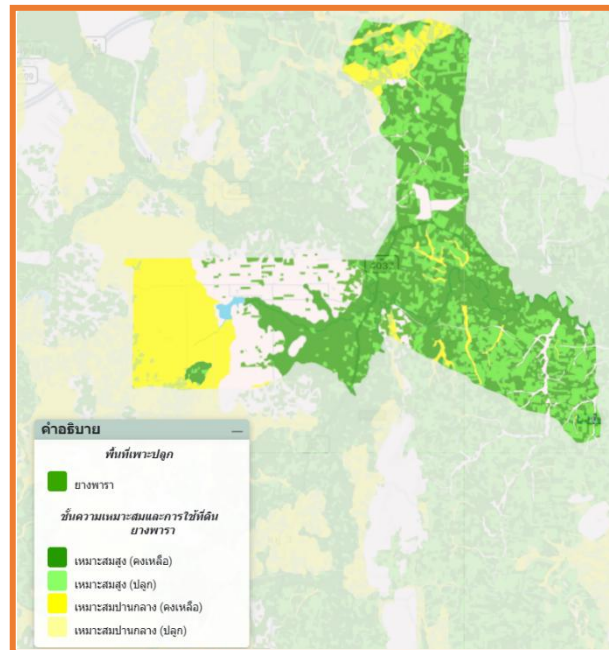 คำอธิบาย
พื้นที่เพาะปลูก
ยางพารา
ชั้นความเหมาะสมและการใช้ที่ดิน
ยางพารา
เหมาะสมสูง (คงเหลือ)
เหมาะสมสูง (ปลูก)
เหมาะสมปานกลาง (คงเหลือ)
เหมาะสมปานกลาง (ปลูก)